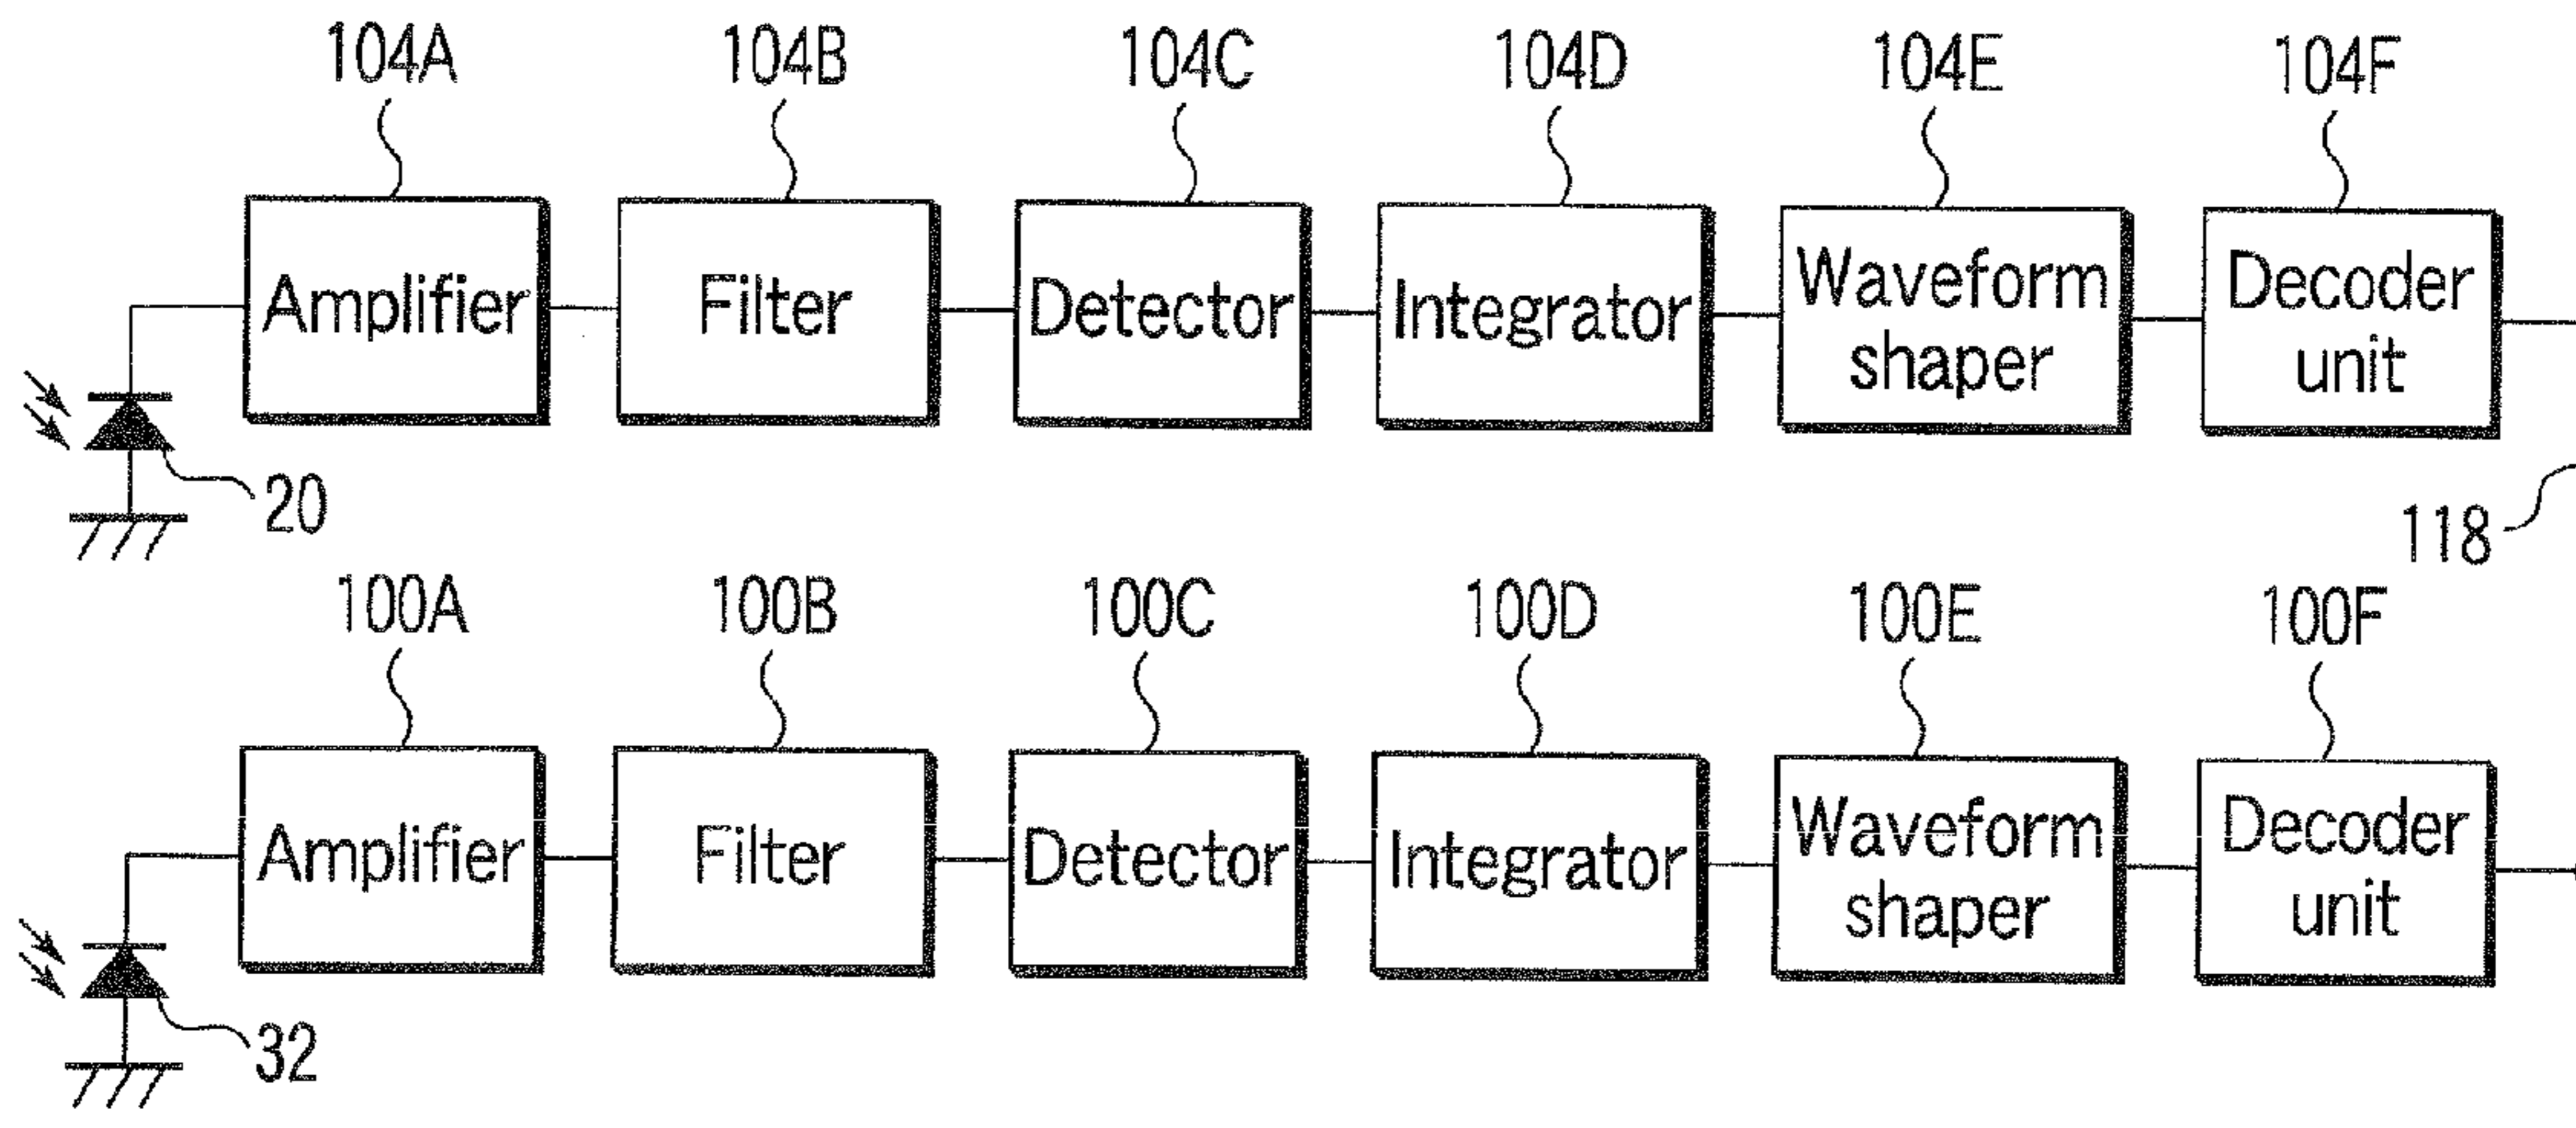 104A 104B 104C 104D 104E 104F
Amplifier Filter Detector Integrator Waveform shaper Decoder unit
20
118
100A 100B 100C 100D 100E 100F
Amplifier Filter Detector Integrator Waveform shaper Decoder unit
32